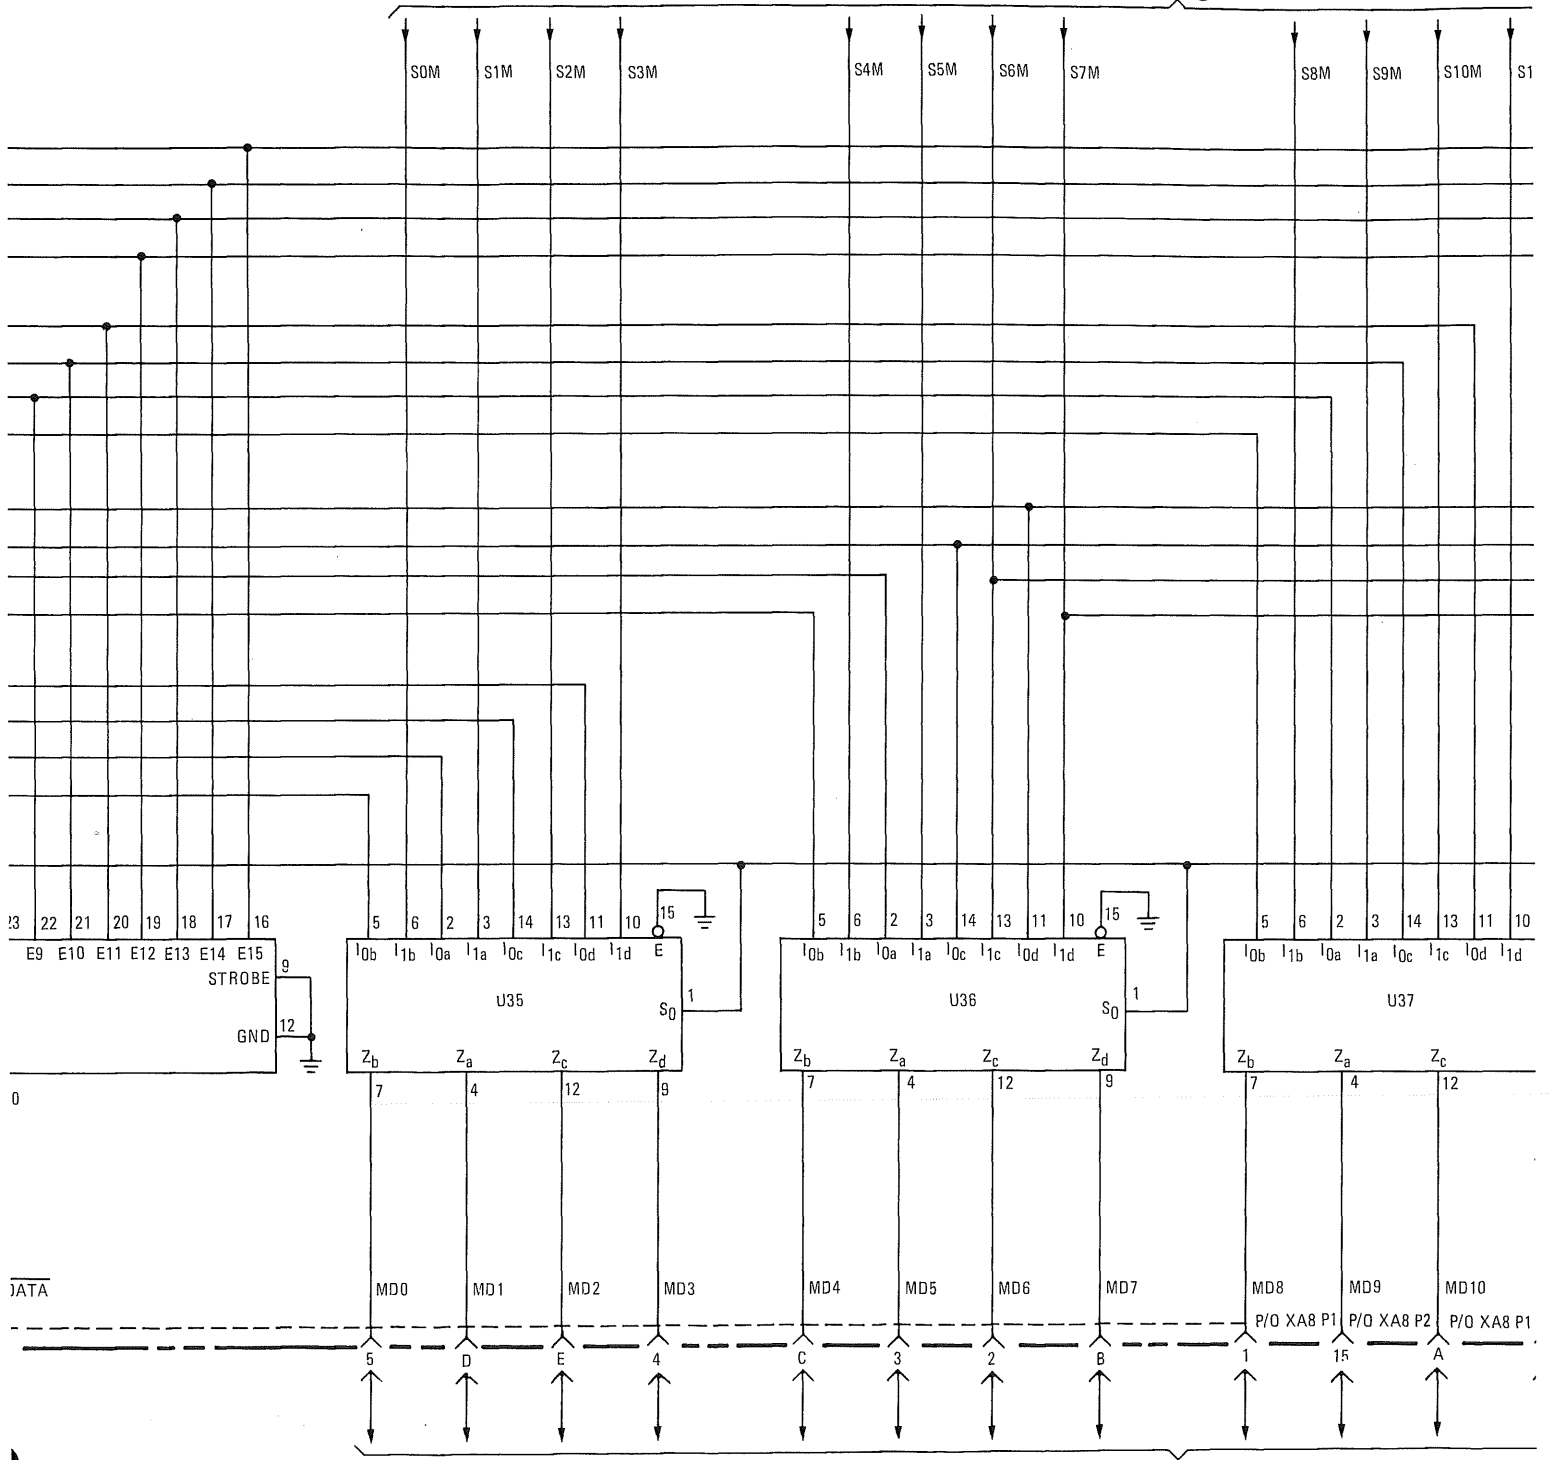 S0M S1M S2M S3M S4M S5M S6M S7M S8M S9M S10M S1
23 22 21 20 19 18 17 16 5 6 2 3 14 13 11 10 15 5 6 2 3 14 13 11 10 15 5 6 2 3 14 13 11 10
E9 E10 E11 E12 E13 E14 E15 I0b I1b I0a I1a I0c I1c I0d I1d E I0b I1b I0a I1a I0c I1c I0d I1d E I0b I1b I0a I1a I0c I1c I0d I1d
STROBE 9
U35 S0 1 U36 S0 1 U37
GND 12
Zb Za Zc Zd Zb Za Zc Zd Zb Za Zc
7 4 12 9 7 4 12 9 7 4 12
0
DATA MD0 MD1 MD2 MD3 MD4 MD5 MD6 MD7 MD8 MD9 MD10
P/O XA8 P1 P/O XA8 P2 P/O XA8 P1
5 D E 4 C 3 2 B 1 15 A